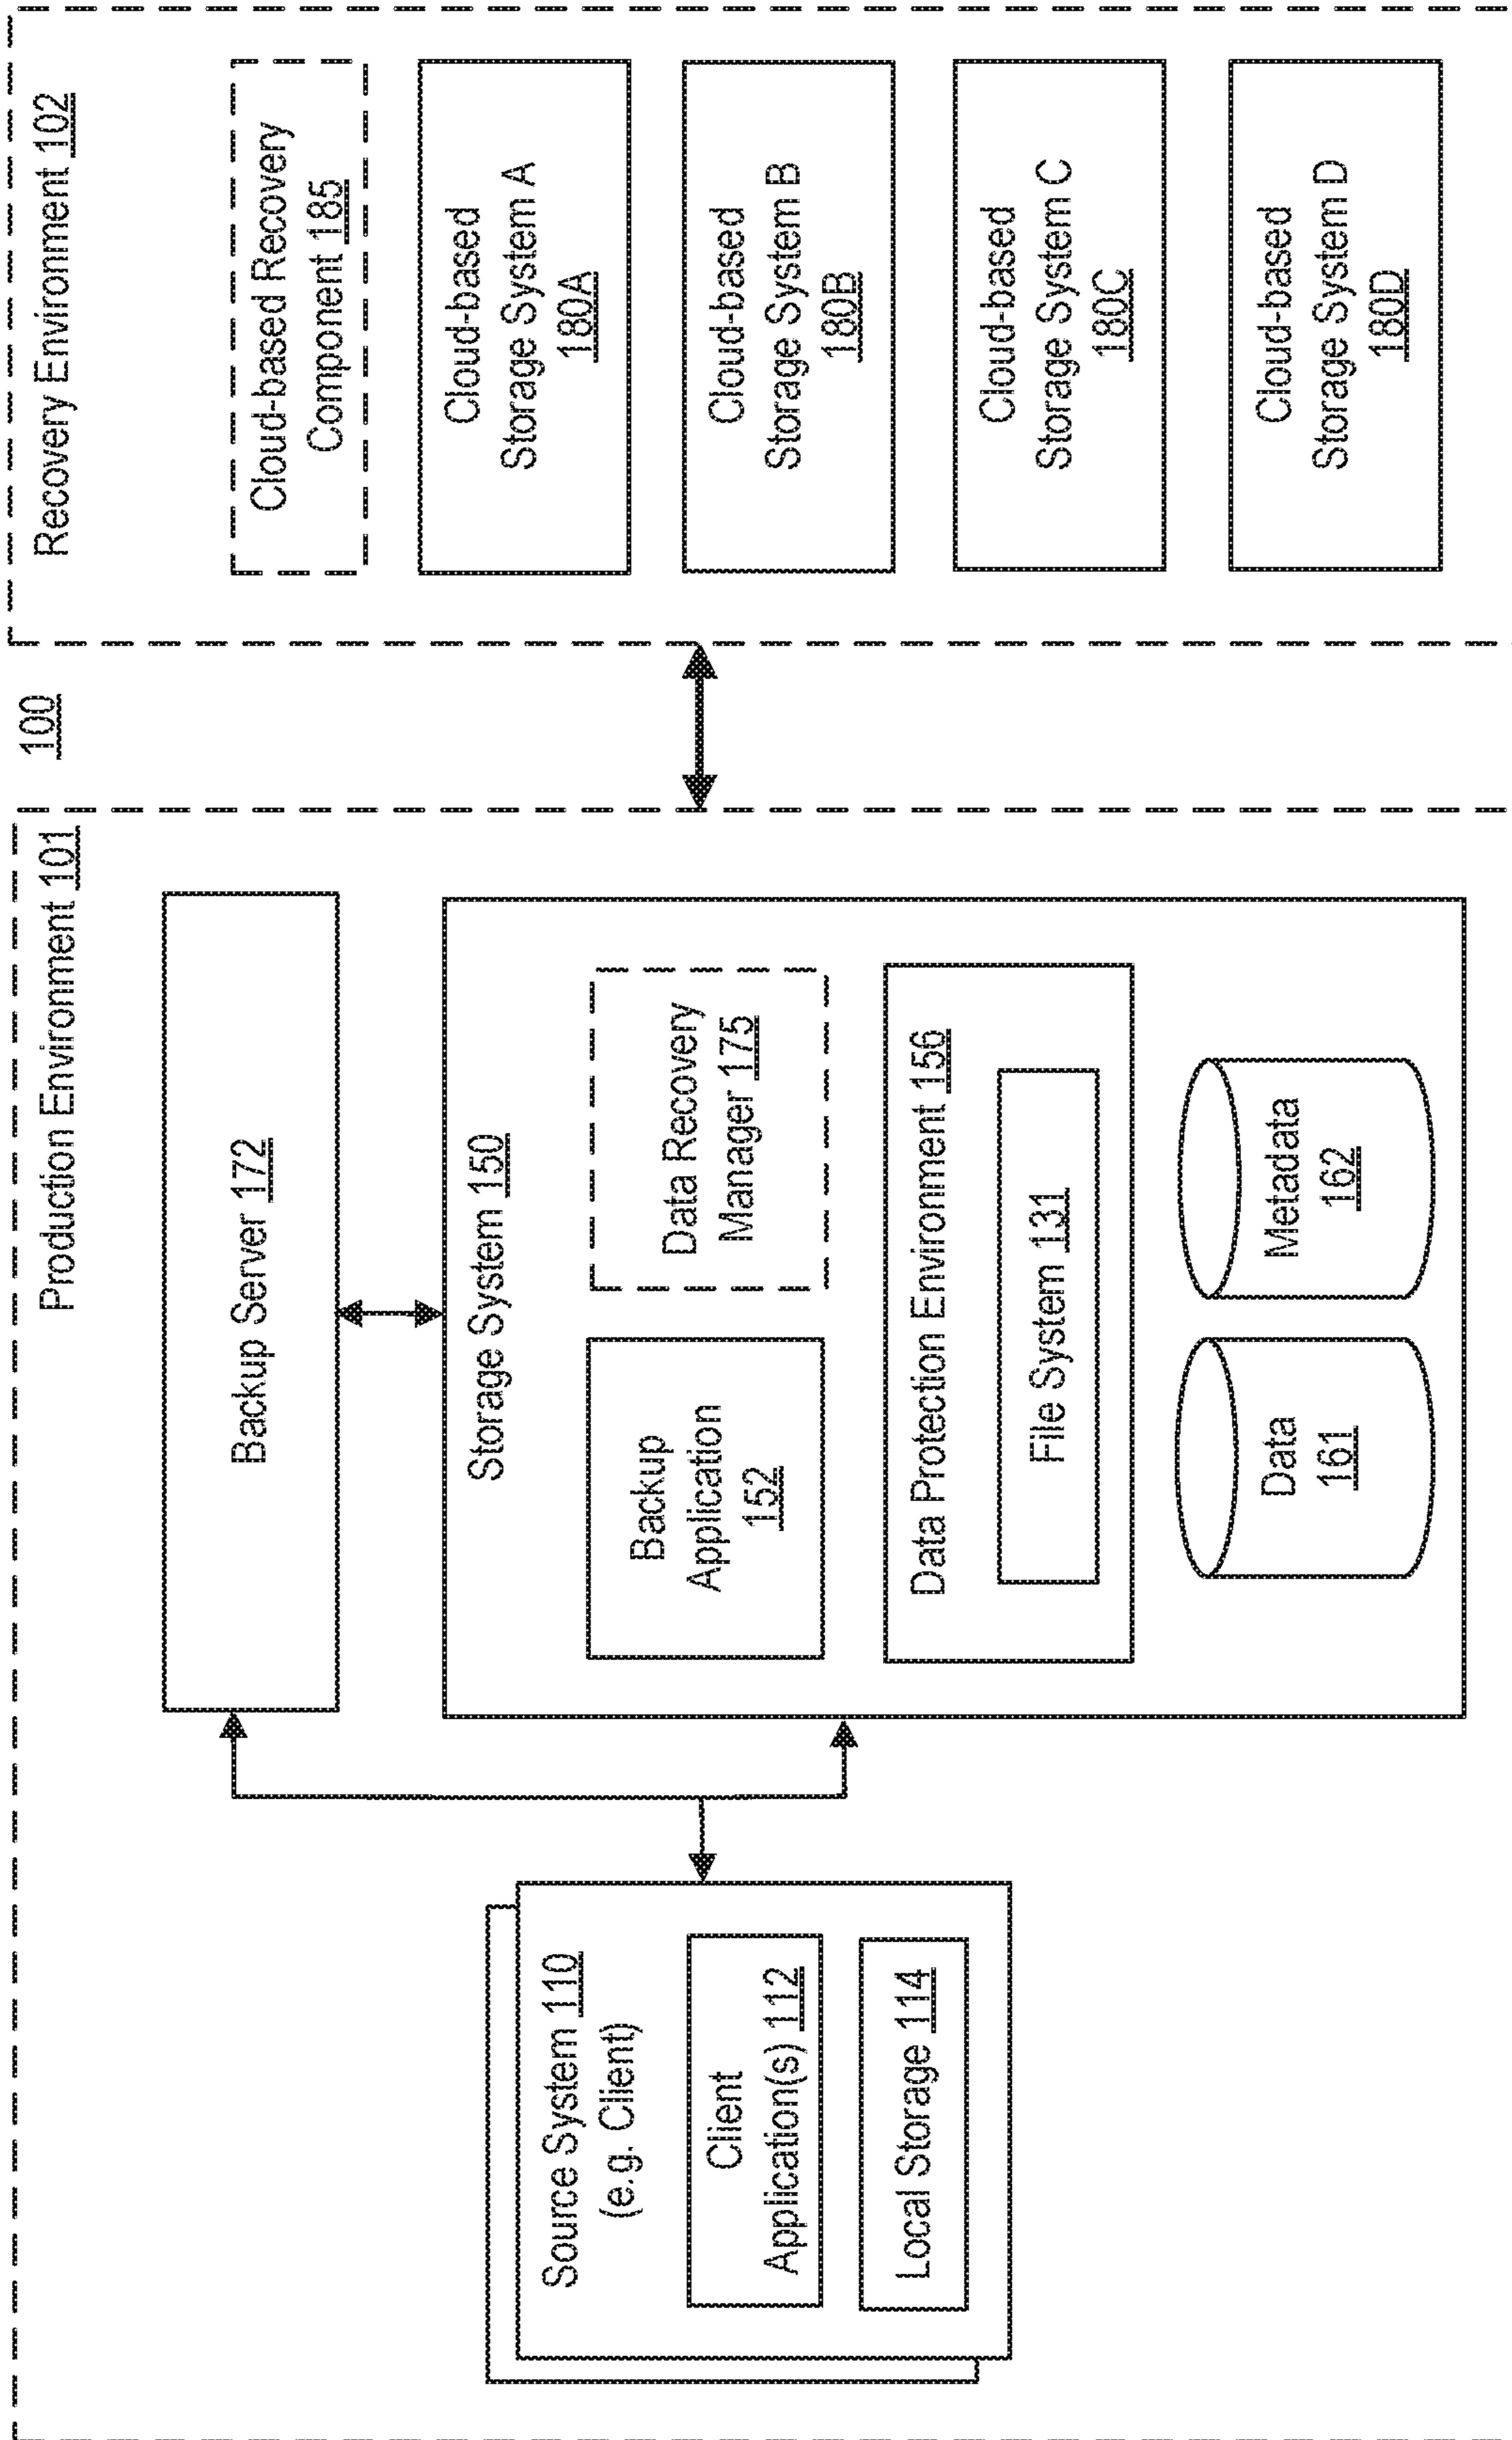 100
Production Environment 101
Source System 110
(e.g. Client)
Client
Application(s) 112
Local Storage 114
Backup Server 172
Storage System 150
Backup
Application
152
Data Recovery
Manager 175
Data Protection Environment 156
File System 131
Data
161
Metadata
162
Recovery Environment 102
Cloud-based Recovery
Component 185
Cloud-based
Storage System A
180A
Cloud-based
Storage System B
180B
Cloud-based
Storage System C
180C
Cloud-based
Storage System D
180D